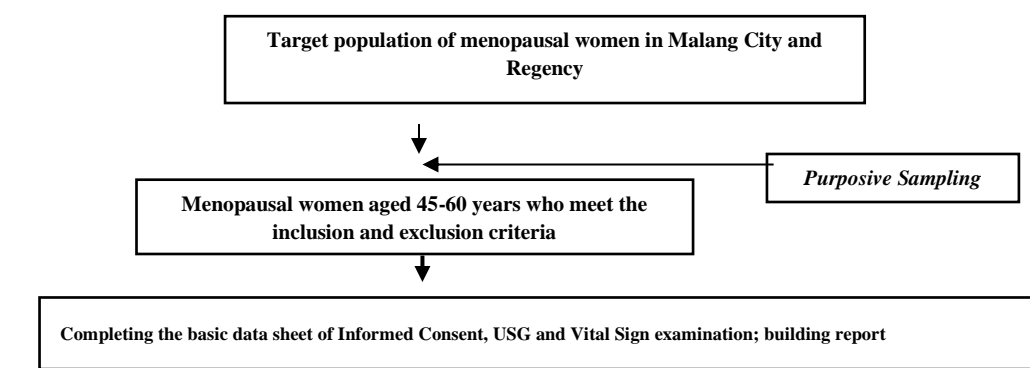 Target population of menopausal women in Malang City and
Regency
Purposive Sampling
Menopausal women aged 45-60 years who meet the
inclusion and exclusion criteria
Completing the basic data sheet of Informed Consent, USG and Vital Sign examination; building report